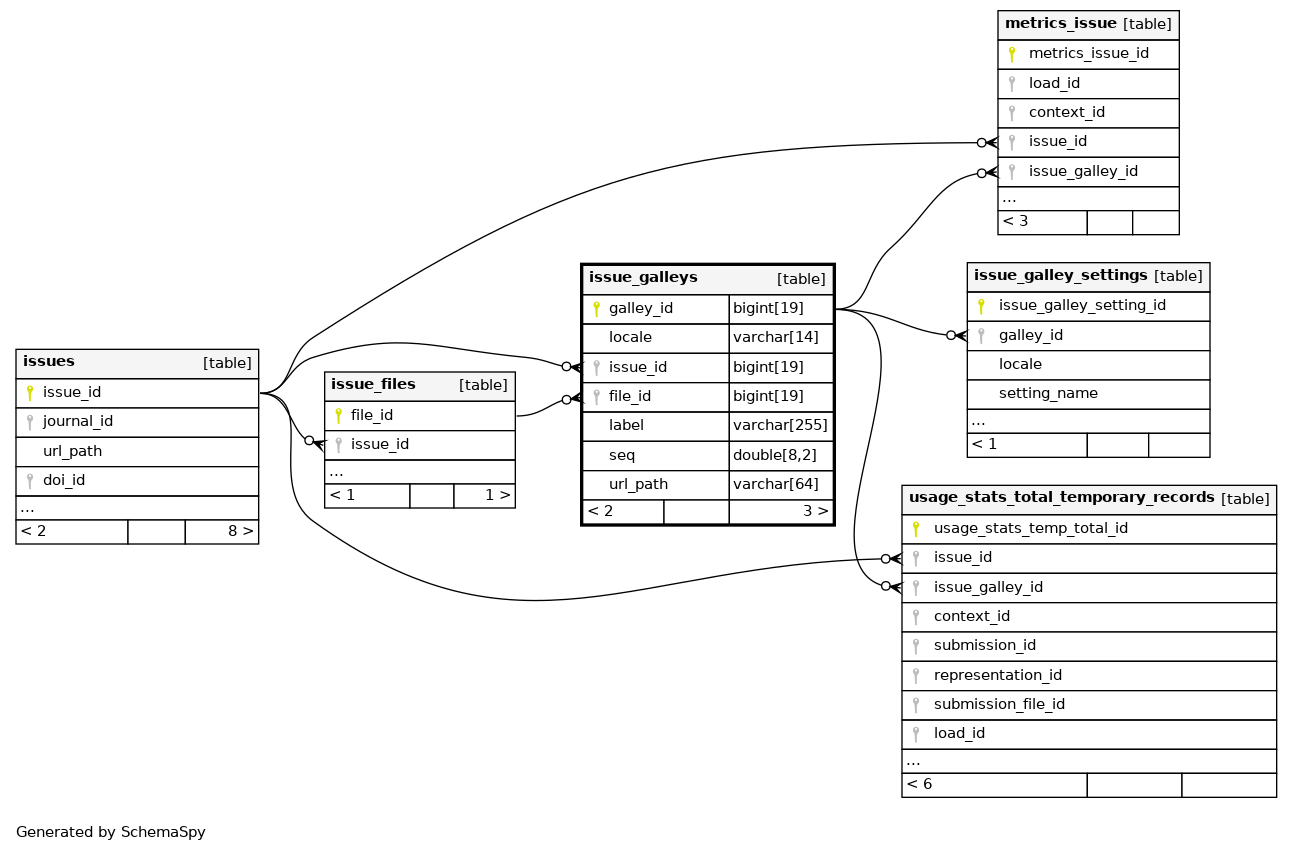 metrics_issue [table]
metrics_issue_id
load_id
context_id
issue_id
issue_galley_id
...
< 3
issue_galleys [table]
galley_id bigint[19]
locale varchar[14]
issue_id bigint[19]
file_id bigint[19]
label varchar[255]
seq double[8,2]
url_path varchar[64]
< 2 3 >
issue_galley_settings [table]
issue_galley_setting_id
galley_id
locale
setting_name
...
< 1
issues [table]
issue_id
journal_id
url_path
doi_id
...
< 2 8 >
issue_files [table]
file_id
issue_id
...
< 1 1 >
usage_stats_total_temporary_records [table]
usage_stats_temp_total_id
issue_id
issue_galley_id
context_id
submission_id
representation_id
submission_file_id
load_id
...
< 6
Generated by SchemaSpy